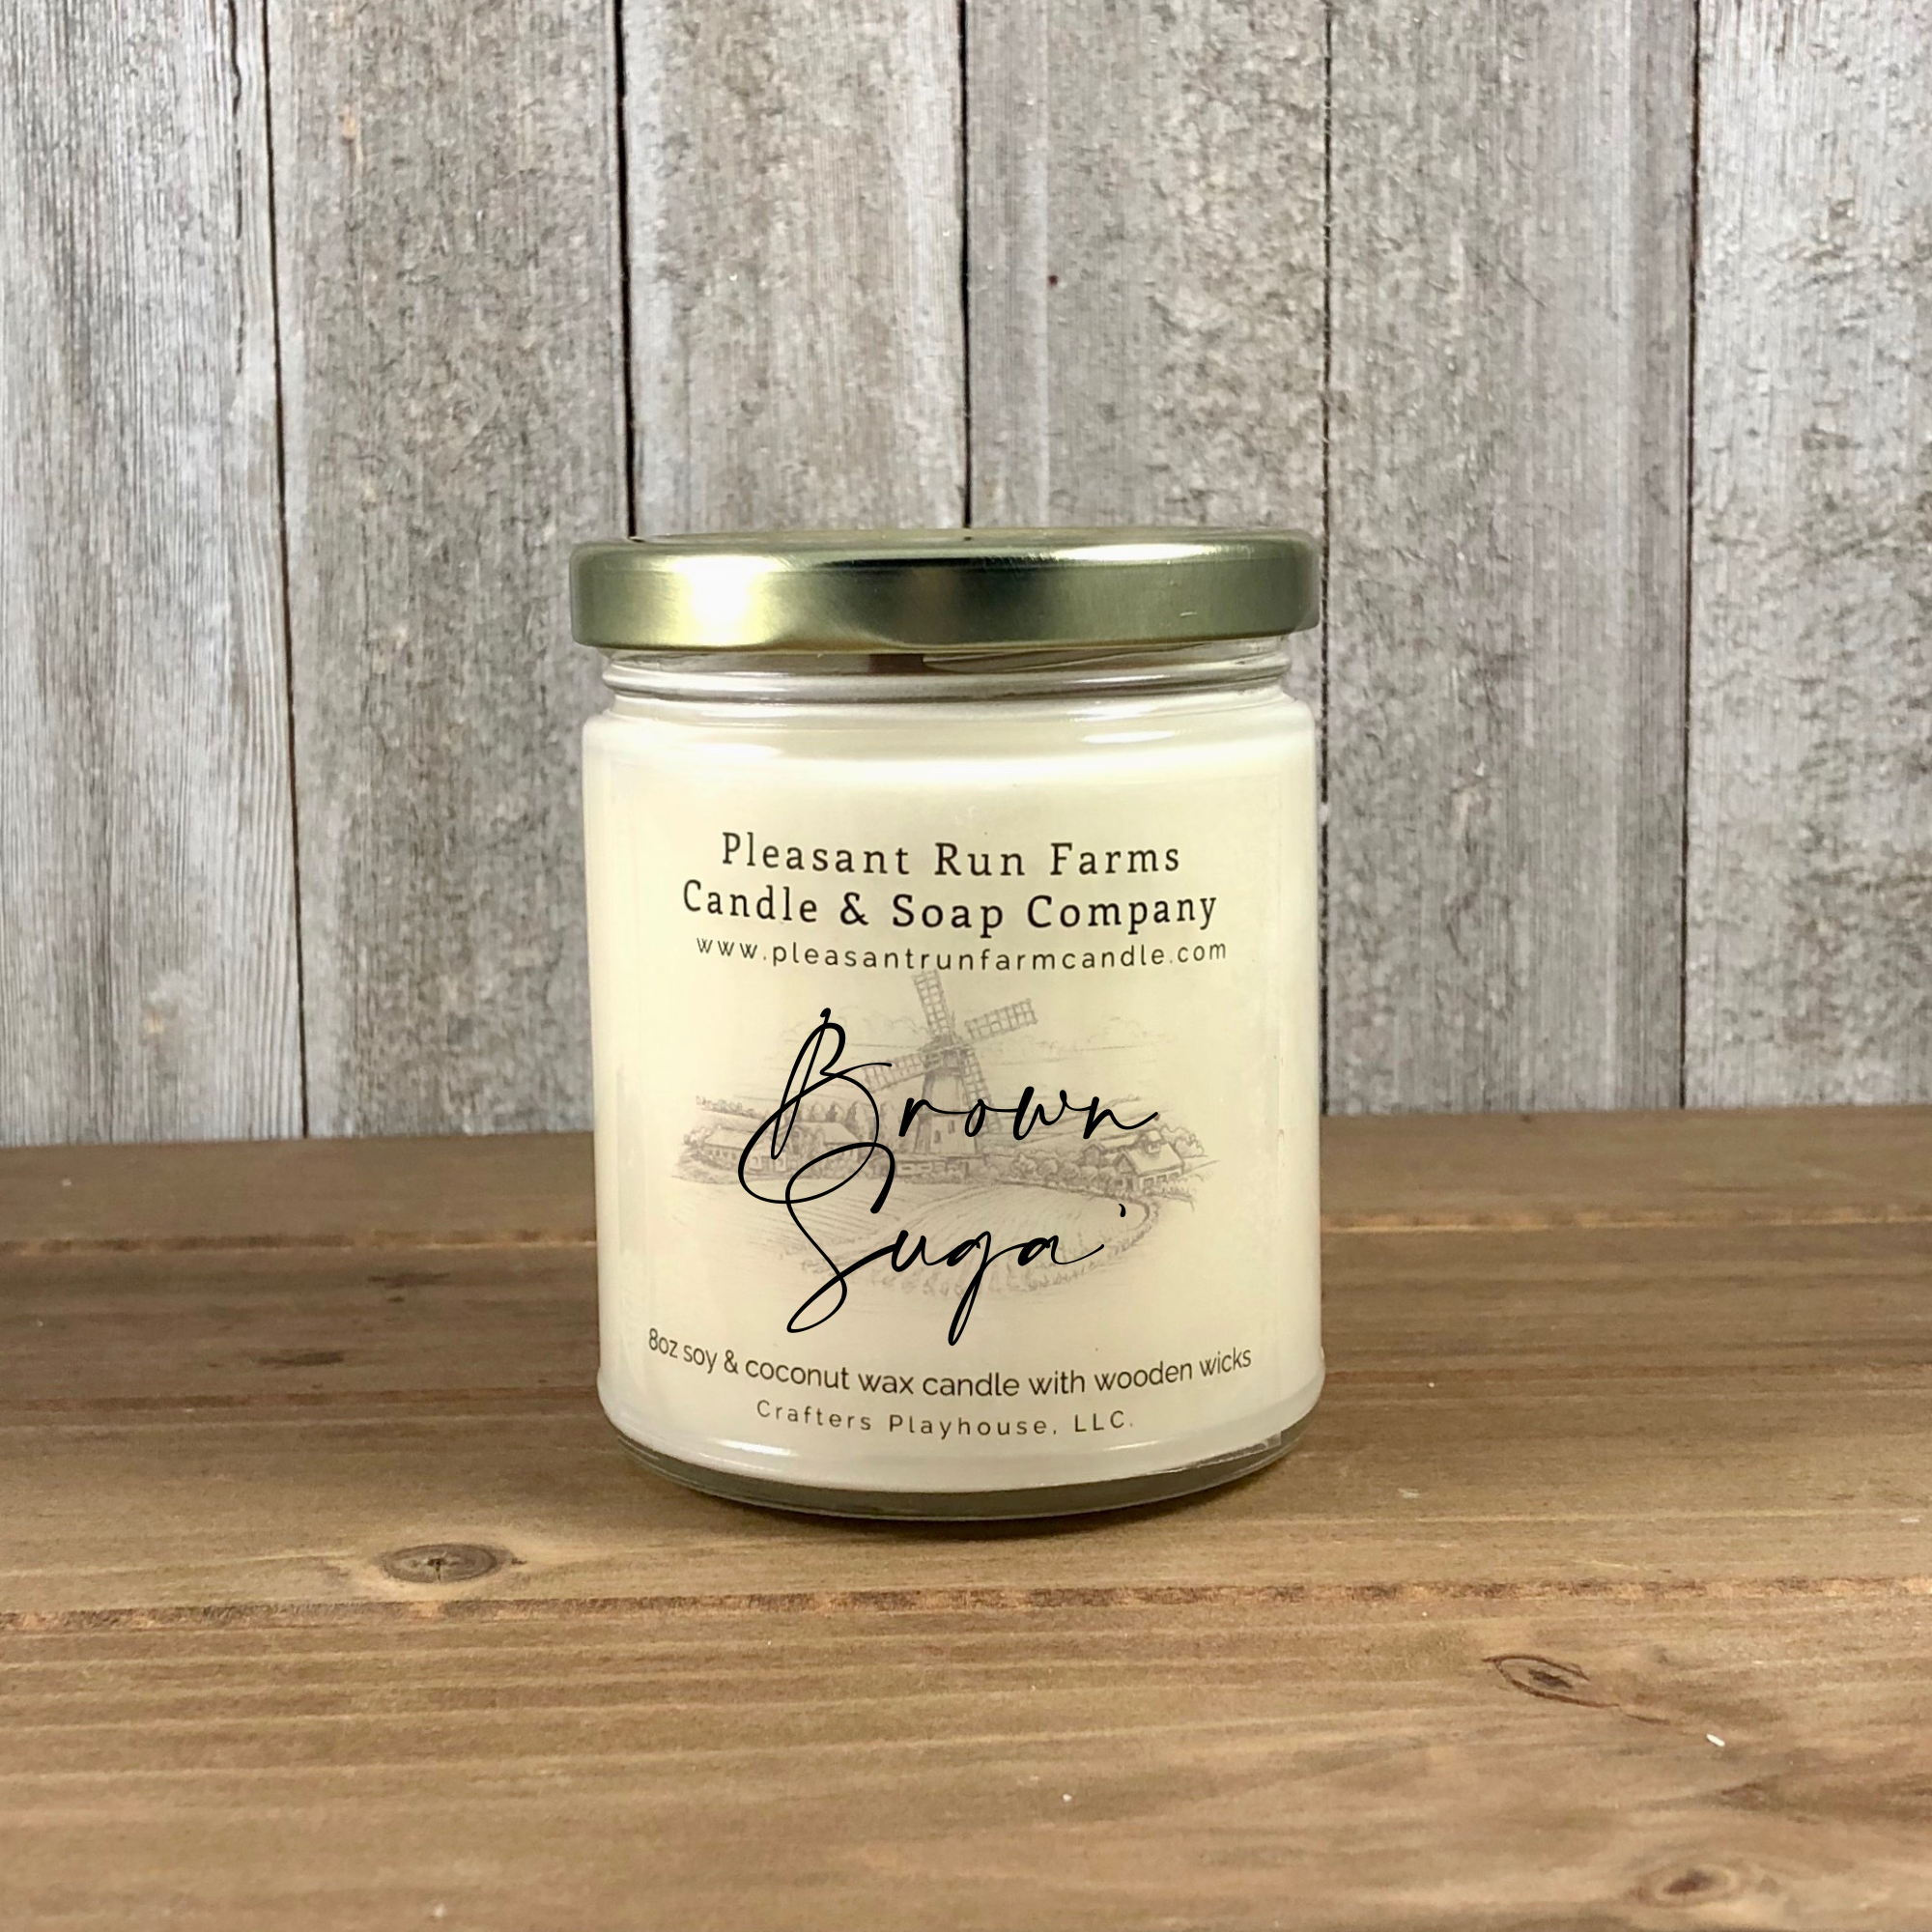 Pleasant Run Farms
Candle & Soap Company
www.pleasantrunfarmcandle.com
Brown
Suga'
8oz soy & coconut wax candle with wooden wicks
Crafters Playhouse, LLC.